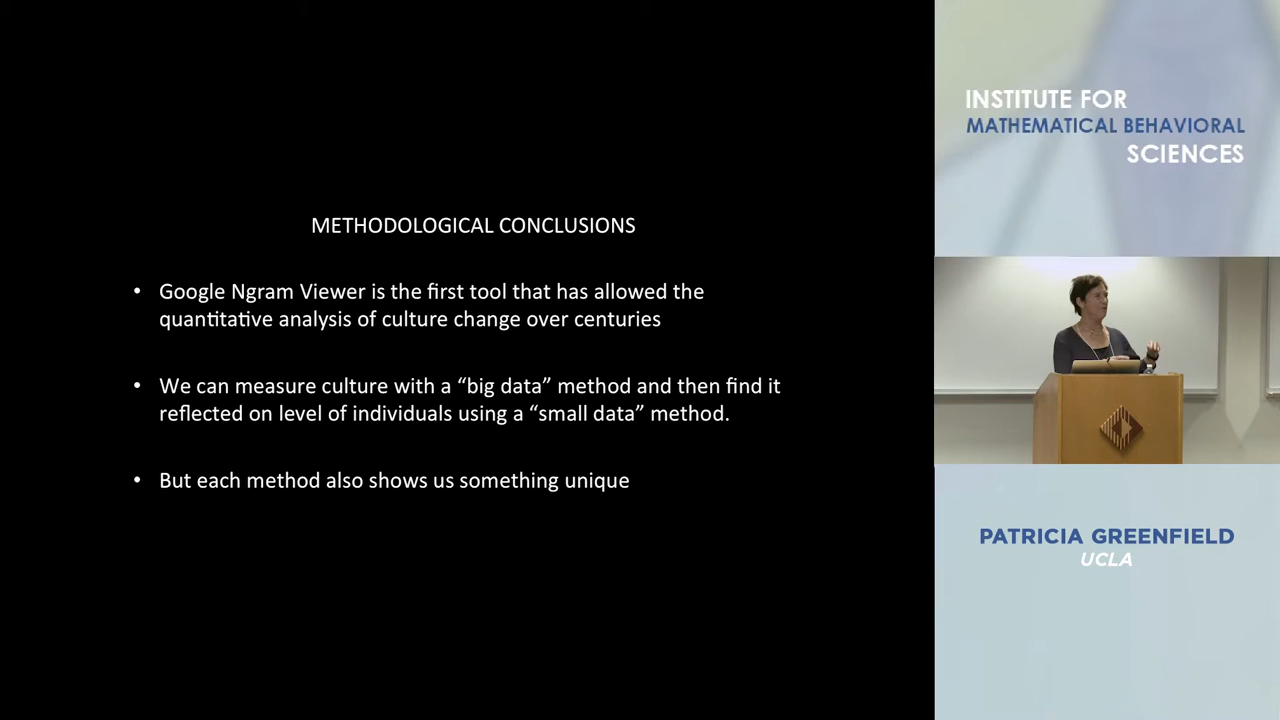 METHODOLOGICAL CONCLUSIONS
• Google Ngram Viewer is the first tool that has allowed the
quantitative analysis of culture change over centuries
• We can measure culture with a “big data” method and then find it
reflected on level of individuals using a “small data” method.
• But each method also shows us something unique
INSTITUTE FOR
MATHEMATICAL BEHAVIORAL
SCIENCES
PATRICIA GREENFIELD
UCLA